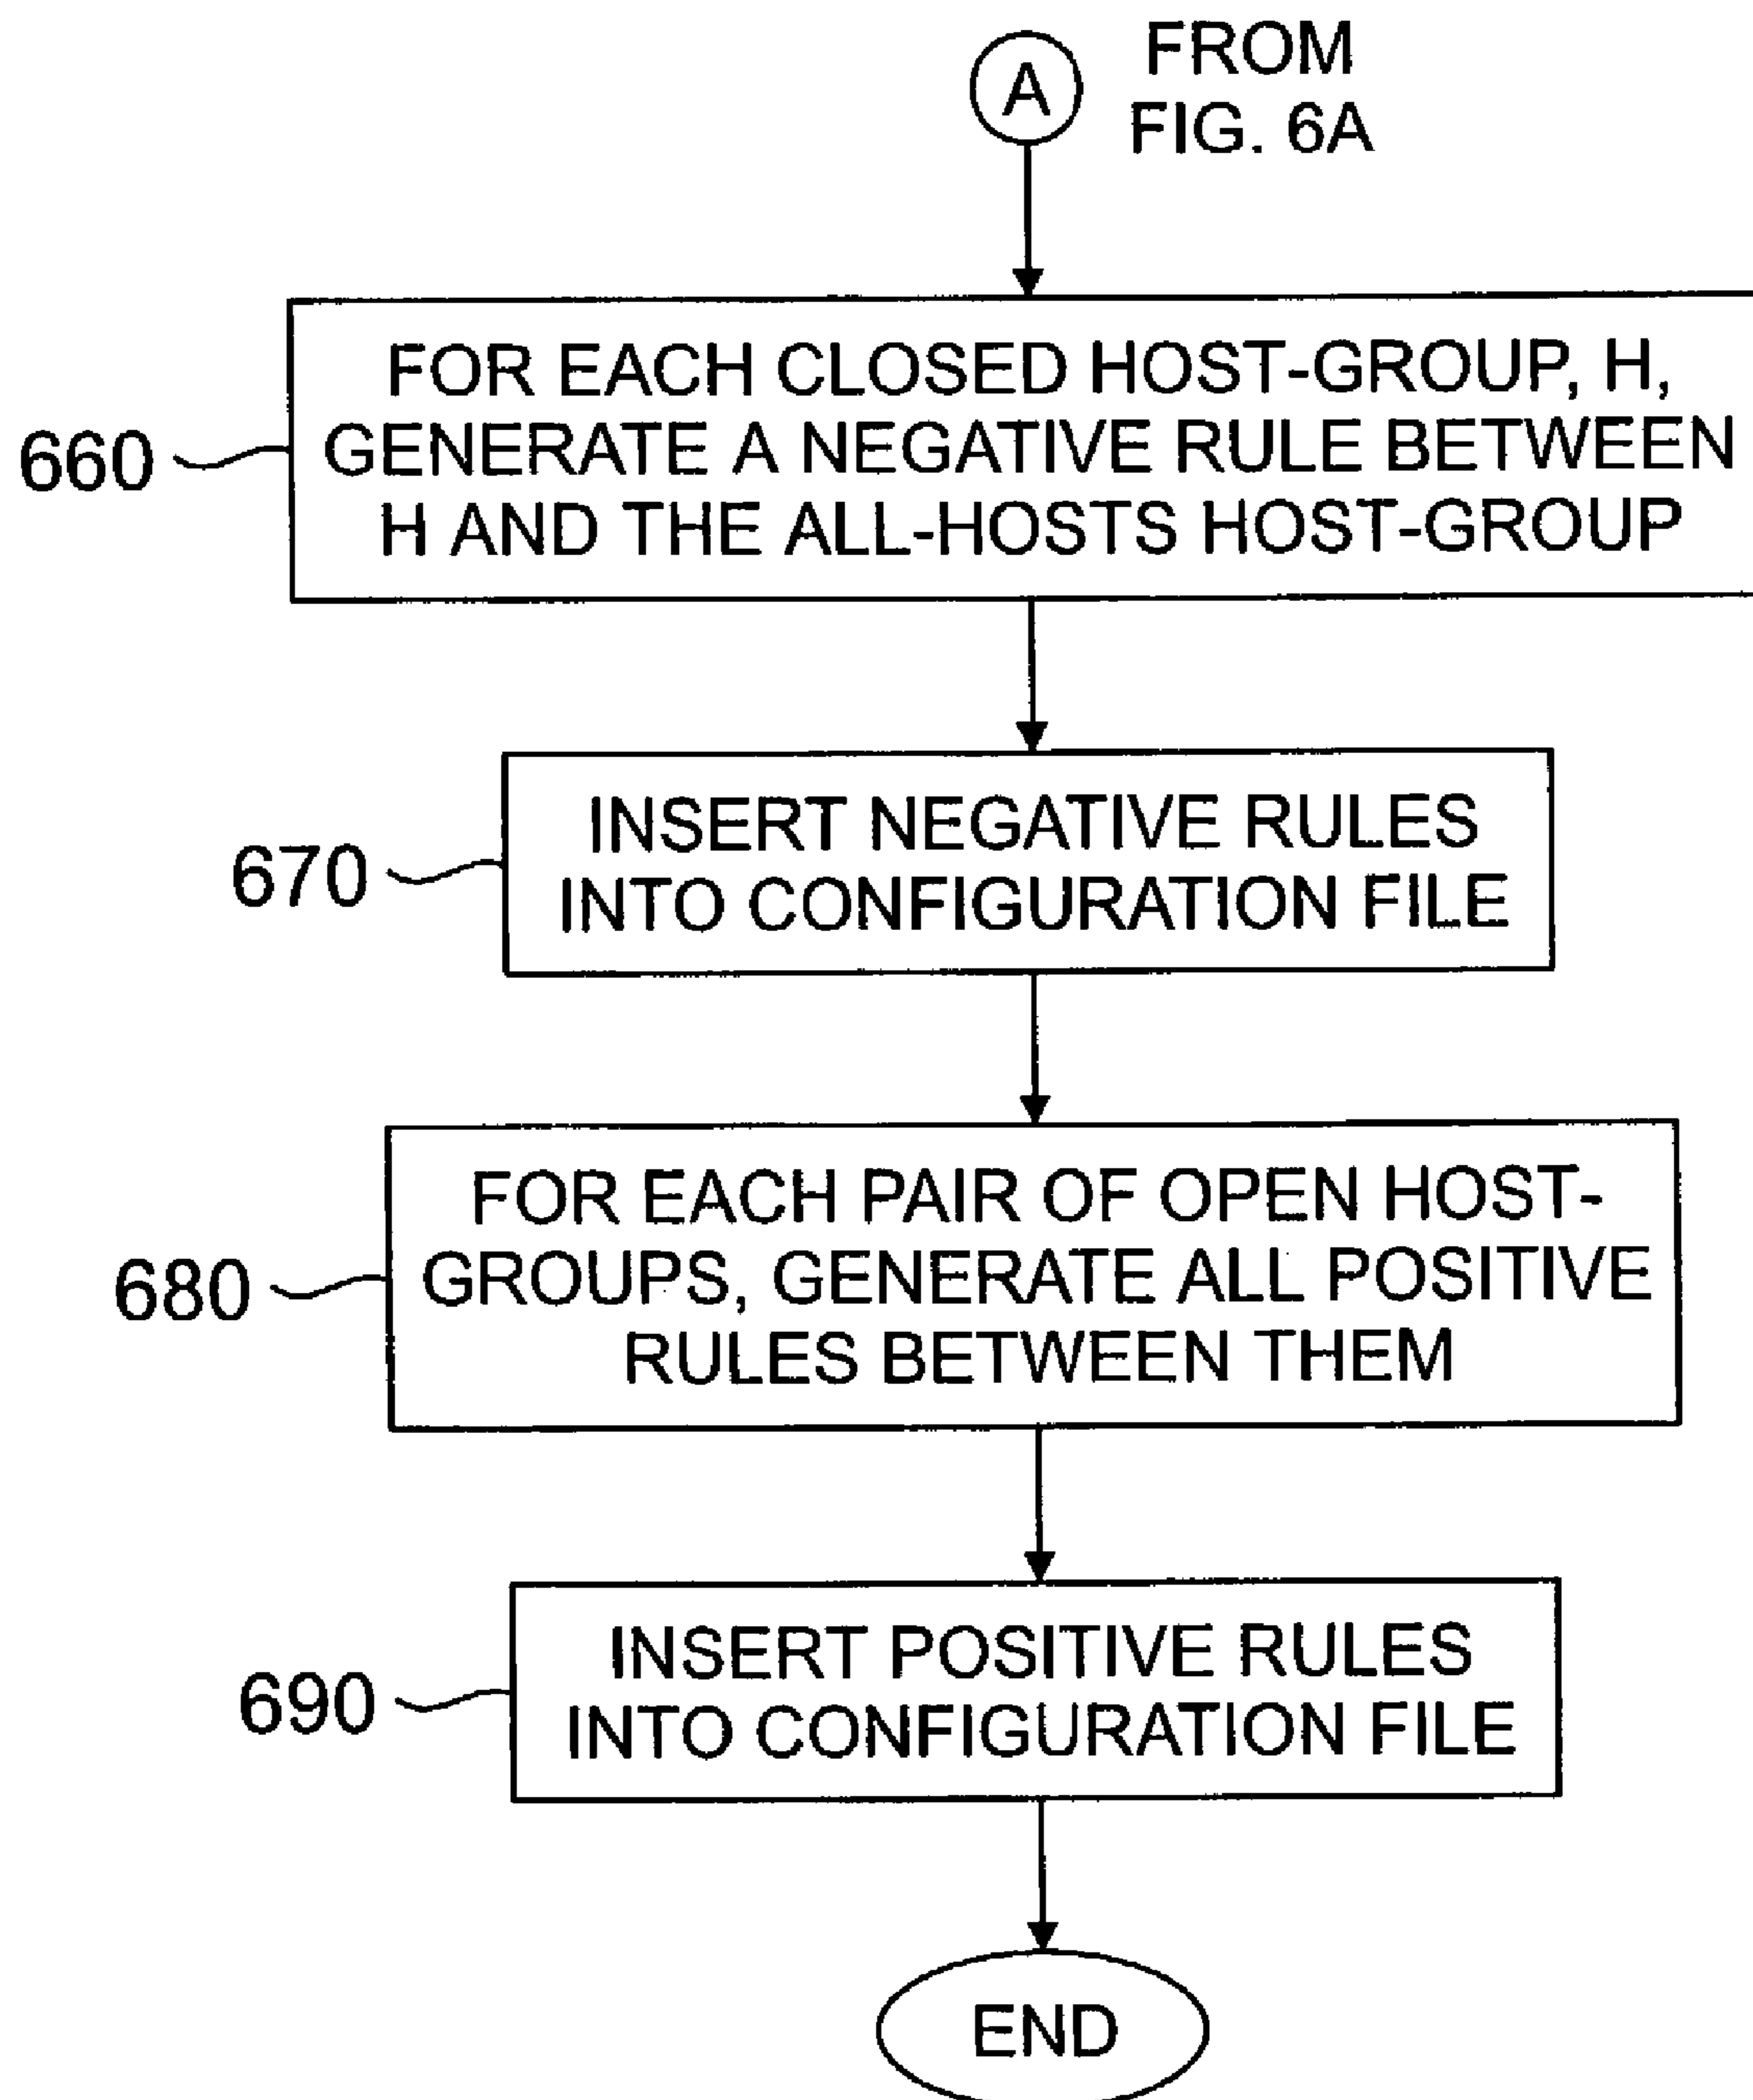 A
FROM
FIG. 6A
660
FOR EACH CLOSED HOST-GROUP, H,
GENERATE A NEGATIVE RULE BETWEEN
H AND THE ALL-HOSTS HOST-GROUP
670
INSERT NEGATIVE RULES
INTO CONFIGURATION FILE
680
FOR EACH PAIR OF OPEN HOST-
GROUPS, GENERATE ALL POSITIVE
RULES BETWEEN THEM
690
INSERT POSITIVE RULES
INTO CONFIGURATION FILE
END